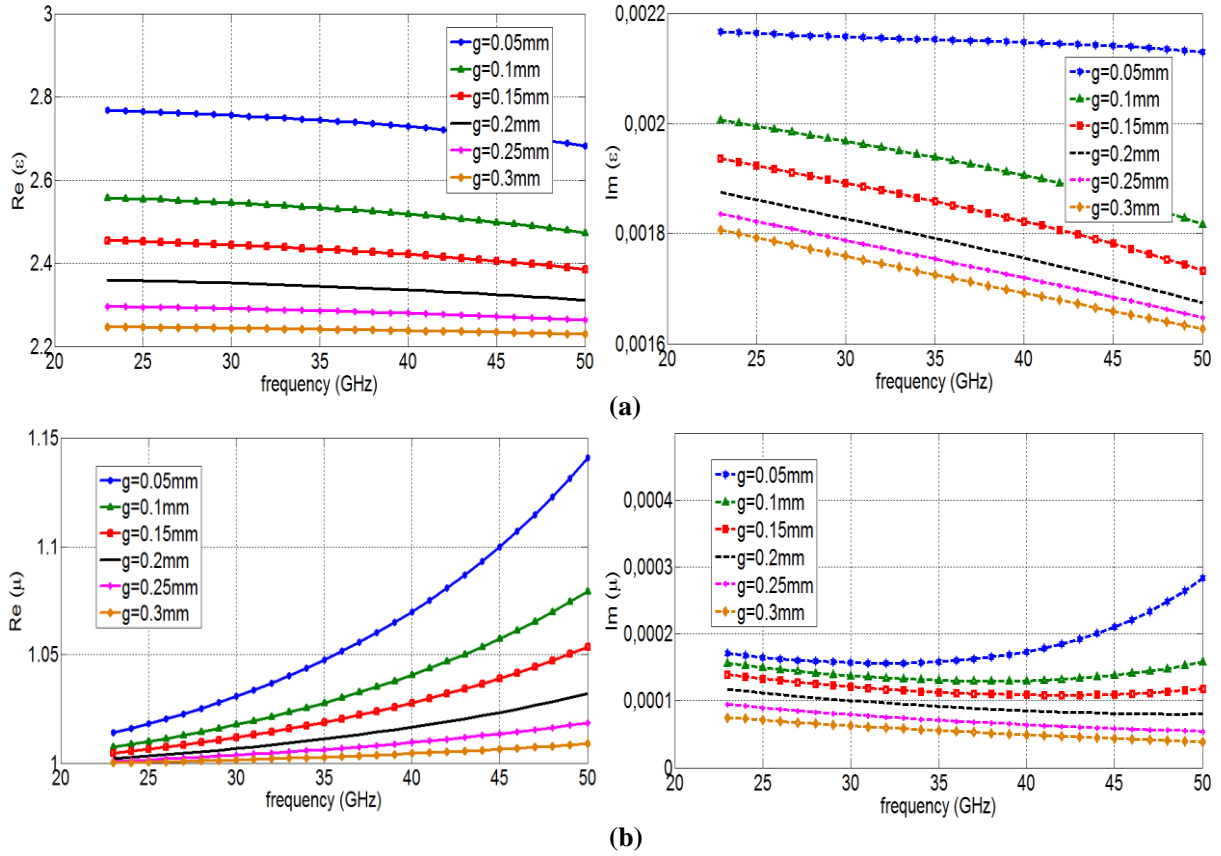 3
2.8
2.6
2.4
2.2
Re (ε)
20 25 30 35 40 45 50
frequency (GHz)
g=0.05mm
g=0.1mm
g=0.15mm
g=0.2mm
g=0.25mm
g=0.3mm
0,0022
0,002
0,0018
0,0016
Im (ε)
20 25 30 35 40 45 50
frequency (GHz)
g=0.05mm
g=0.1mm
g=0.15mm
g=0.2mm
g=0.25mm
g=0.3mm
(a)
1.15
1.1
1.05
1
Re (μ)
20 25 30 35 40 45 50
frequency (GHz)
g=0.05mm
g=0.1mm
g=0.15mm
g=0.2mm
g=0.25mm
g=0.3mm
0,0004
0,0003
0,0002
0,0001
0
Im (μ)
20 25 30 35 40 45 50
frequency (GHz)
g=0.05mm
g=0.1mm
g=0.15mm
g=0.2mm
g=0.25mm
g=0.3mm
(b)